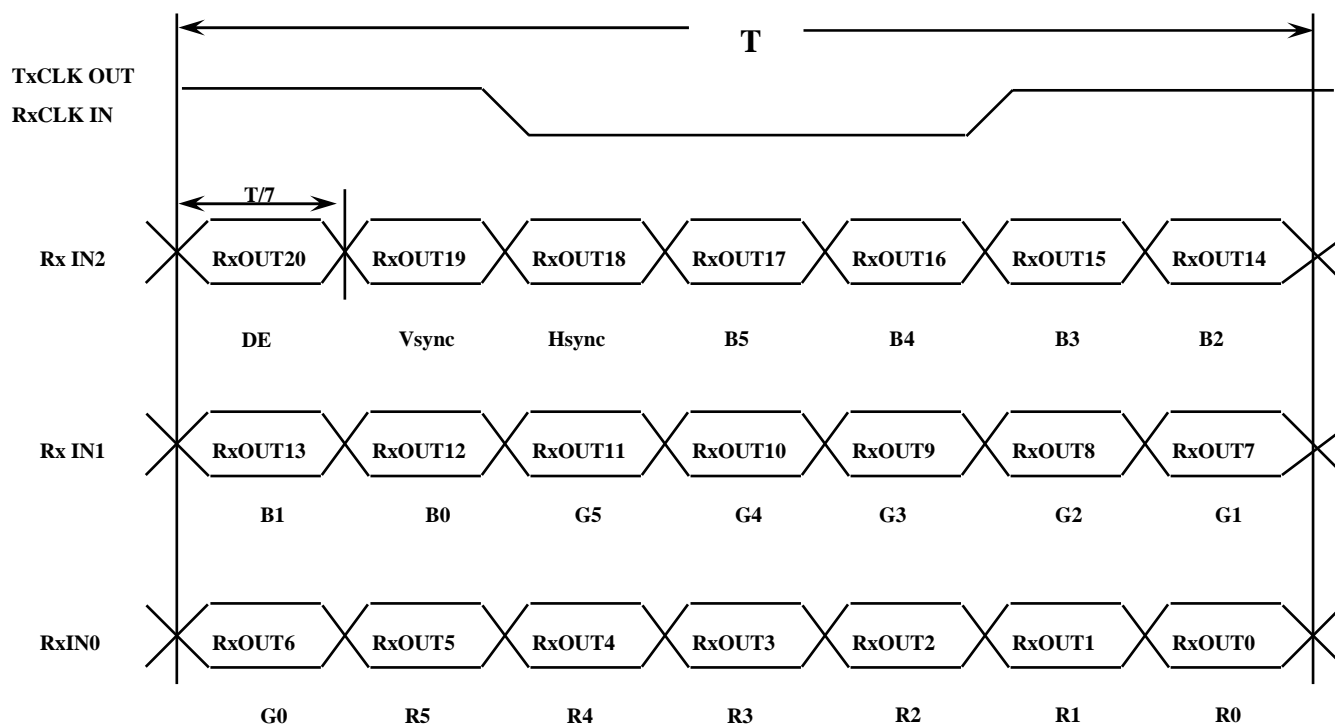 T
TxCLK OUT
RxCLK IN
T/7
Rx IN2 RxOUT20 RxOUT19 RxOUT18 RxOUT17 RxOUT16 RxOUT15 RxOUT14
DE Vsync Hsync B5 B4 B3 B2
Rx IN1 RxOUT13 RxOUT12 RxOUT11 RxOUT10 RxOUT9 RxOUT8 RxOUT7
B1 B0 G5 G4 G3 G2 G1
RxIN0 RxOUT6 RxOUT5 RxOUT4 RxOUT3 RxOUT2 RxOUT1 RxOUT0
G0 R5 R4 R3 R2 R1 R0